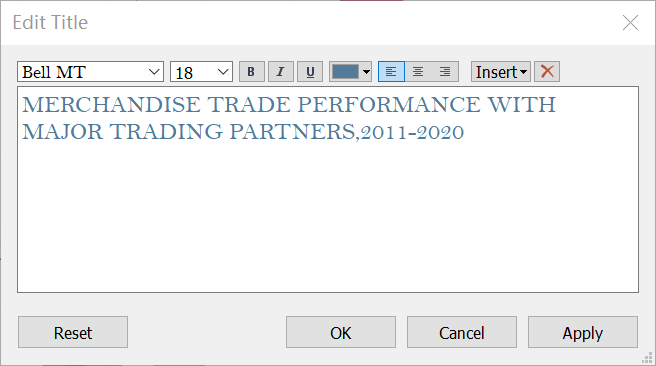 Edit Title
Bell MT 18 B I U Insert
MERCHANDISE TRADE PERFORMANCE WITH
MAJOR TRADING PARTNERS,2011-2020
Reset OK Cancel Apply